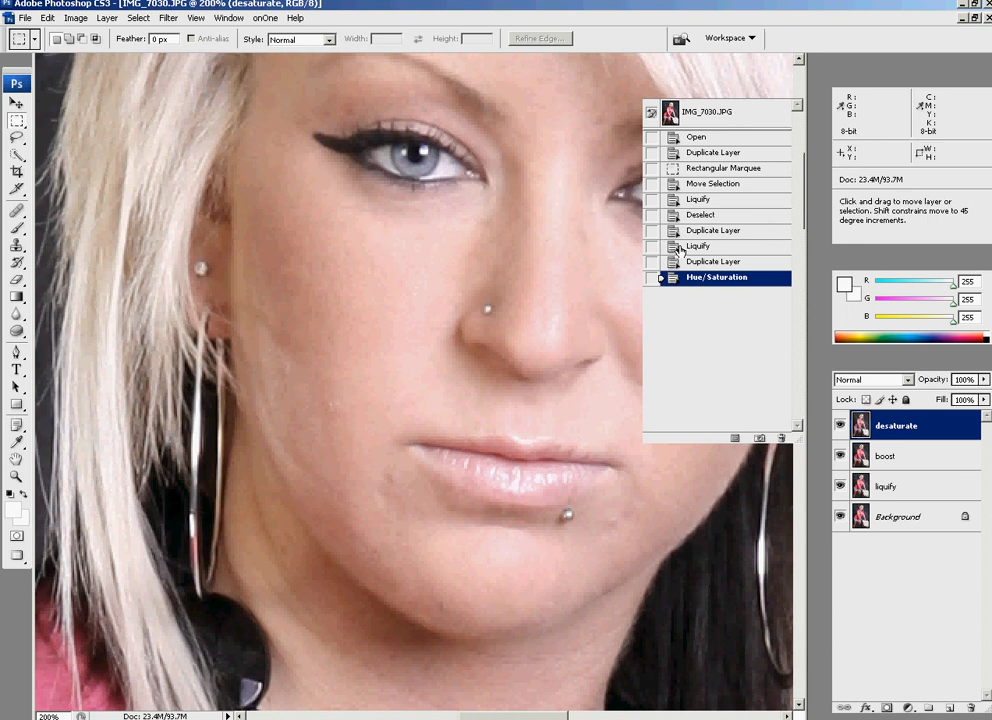 Adobe Photoshop CS3 - [IMG_7030.JPG @ 200% (desaturate, RGB/8)]
File Edit Image Layer Select Filter Analysis View Window onOne Help
Feather: 0 px Anti-alias Style: Normal Width: Height: Refine Edge... Workspace
Ps
T
IMG_7030.JPG
Open
Duplicate Layer
Rectangular Marquee
Move Selection
Liquify
Deselect
Duplicate Layer
Liquify
Duplicate Layer
Hue/Saturation
R: C:
G: M:
B: Y:
K:
8-bit 8-bit
X: W:
Y: H:
Doc: 23.4M/93.7M
Click and drag to move layer or
selection. Shift constrains move to 45
degree increments.
R 255
G 255
B 255
Normal Opacity: 100%
Lock: Fill: 100%
desaturate
boost
liquify
Background
fx
200% Doc: 23.4M/93.7M